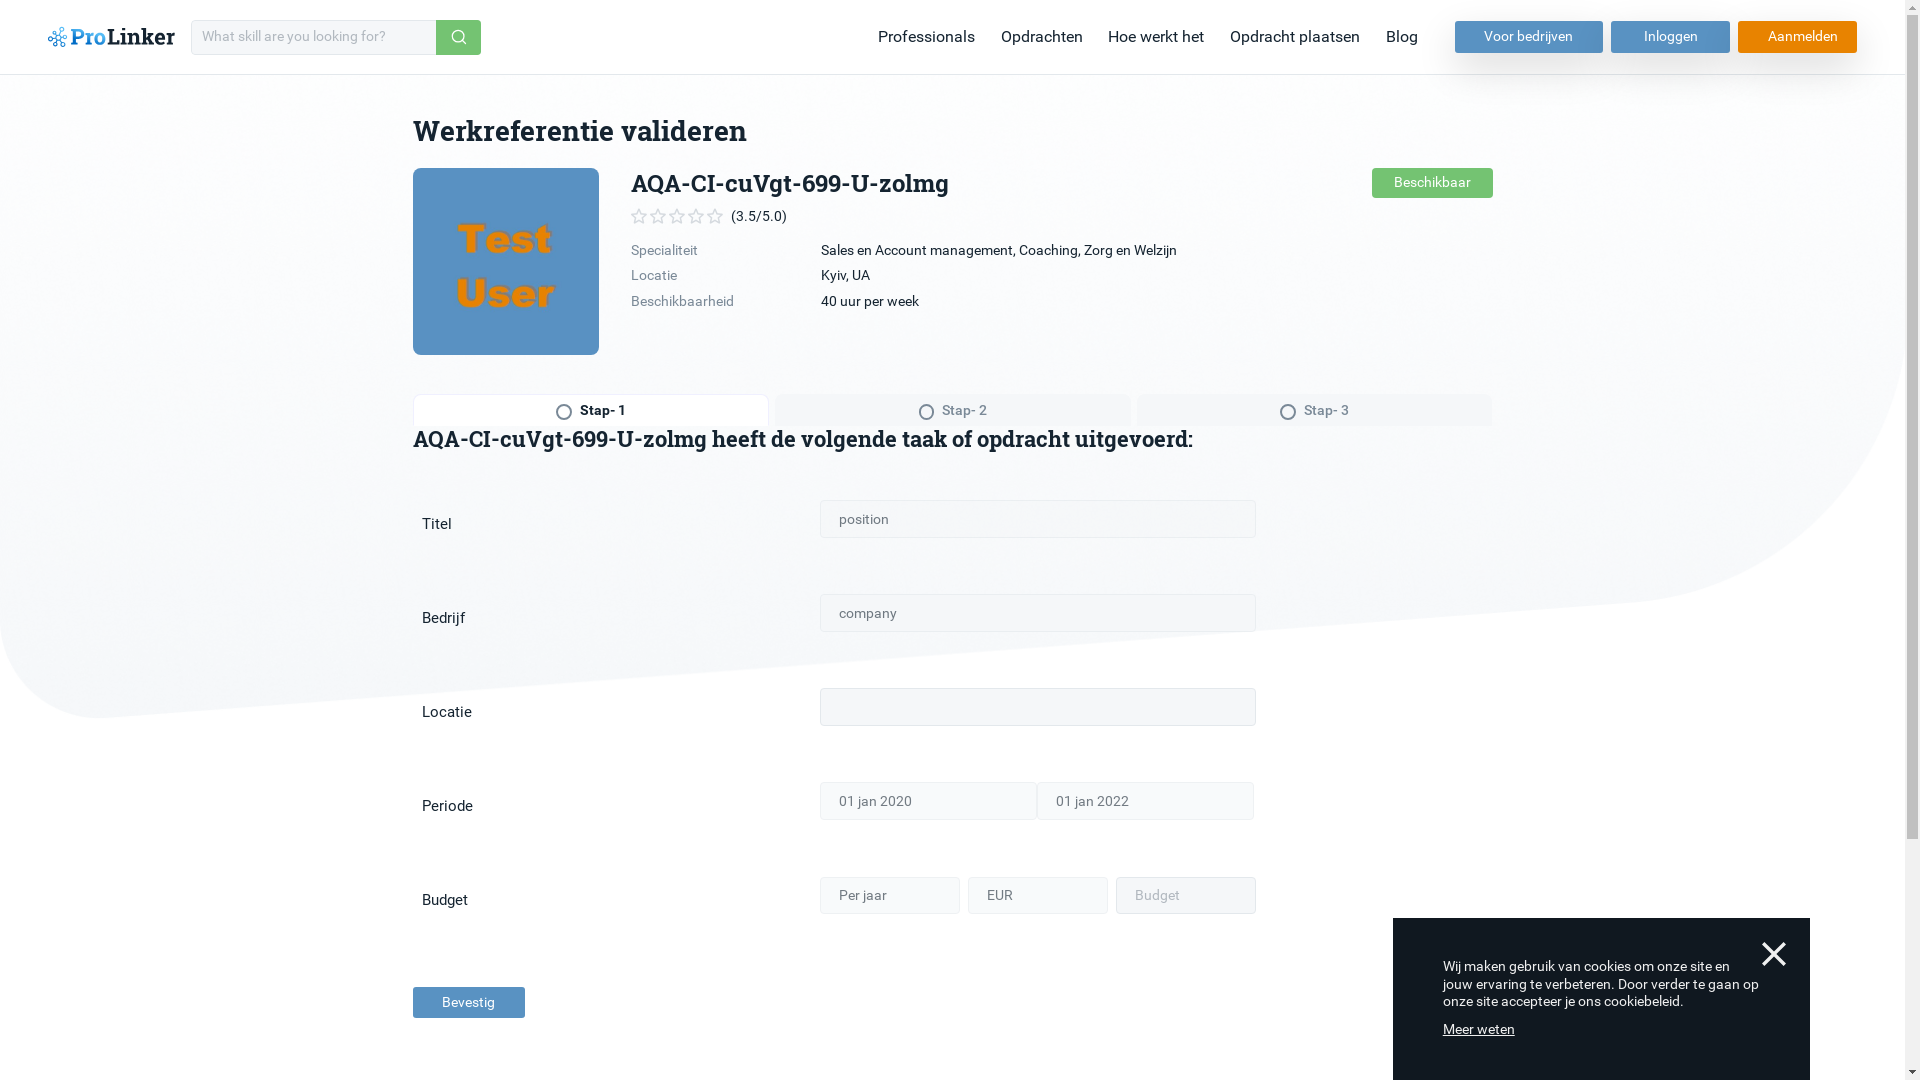 ProLinker
What skill are you looking for?
Professionals
Opdrachten
Hoe werkt het
Opdracht plaatsen
Blog
Voor bedrijven
Inloggen
Aanmelden
Werkreferentie valideren
Test
User
AQA-CI-cuVgt-699-U-zolmg
Beschikbaar
(3.5/5.0)
Specialiteit Sales en Account management, Coaching, Zorg en Welzijn
Locatie Kyiv, UA
Beschikbaarheid 40 uur per week
Stap- 1
Stap- 2
Stap- 3
AQA-CI-cuVgt-699-U-zolmg heeft de volgende taak of opdracht uitgevoerd:
Titel position
Bedrijf company
Locatie
Periode 01 jan 2020 01 jan 2022
Budget Per jaar EUR Budget
Bevestig
Wij maken gebruik van cookies om onze site en
jouw ervaring te verbeteren. Door verder te gaan op
onze site accepteer je ons cookiebeleid.
Meer weten